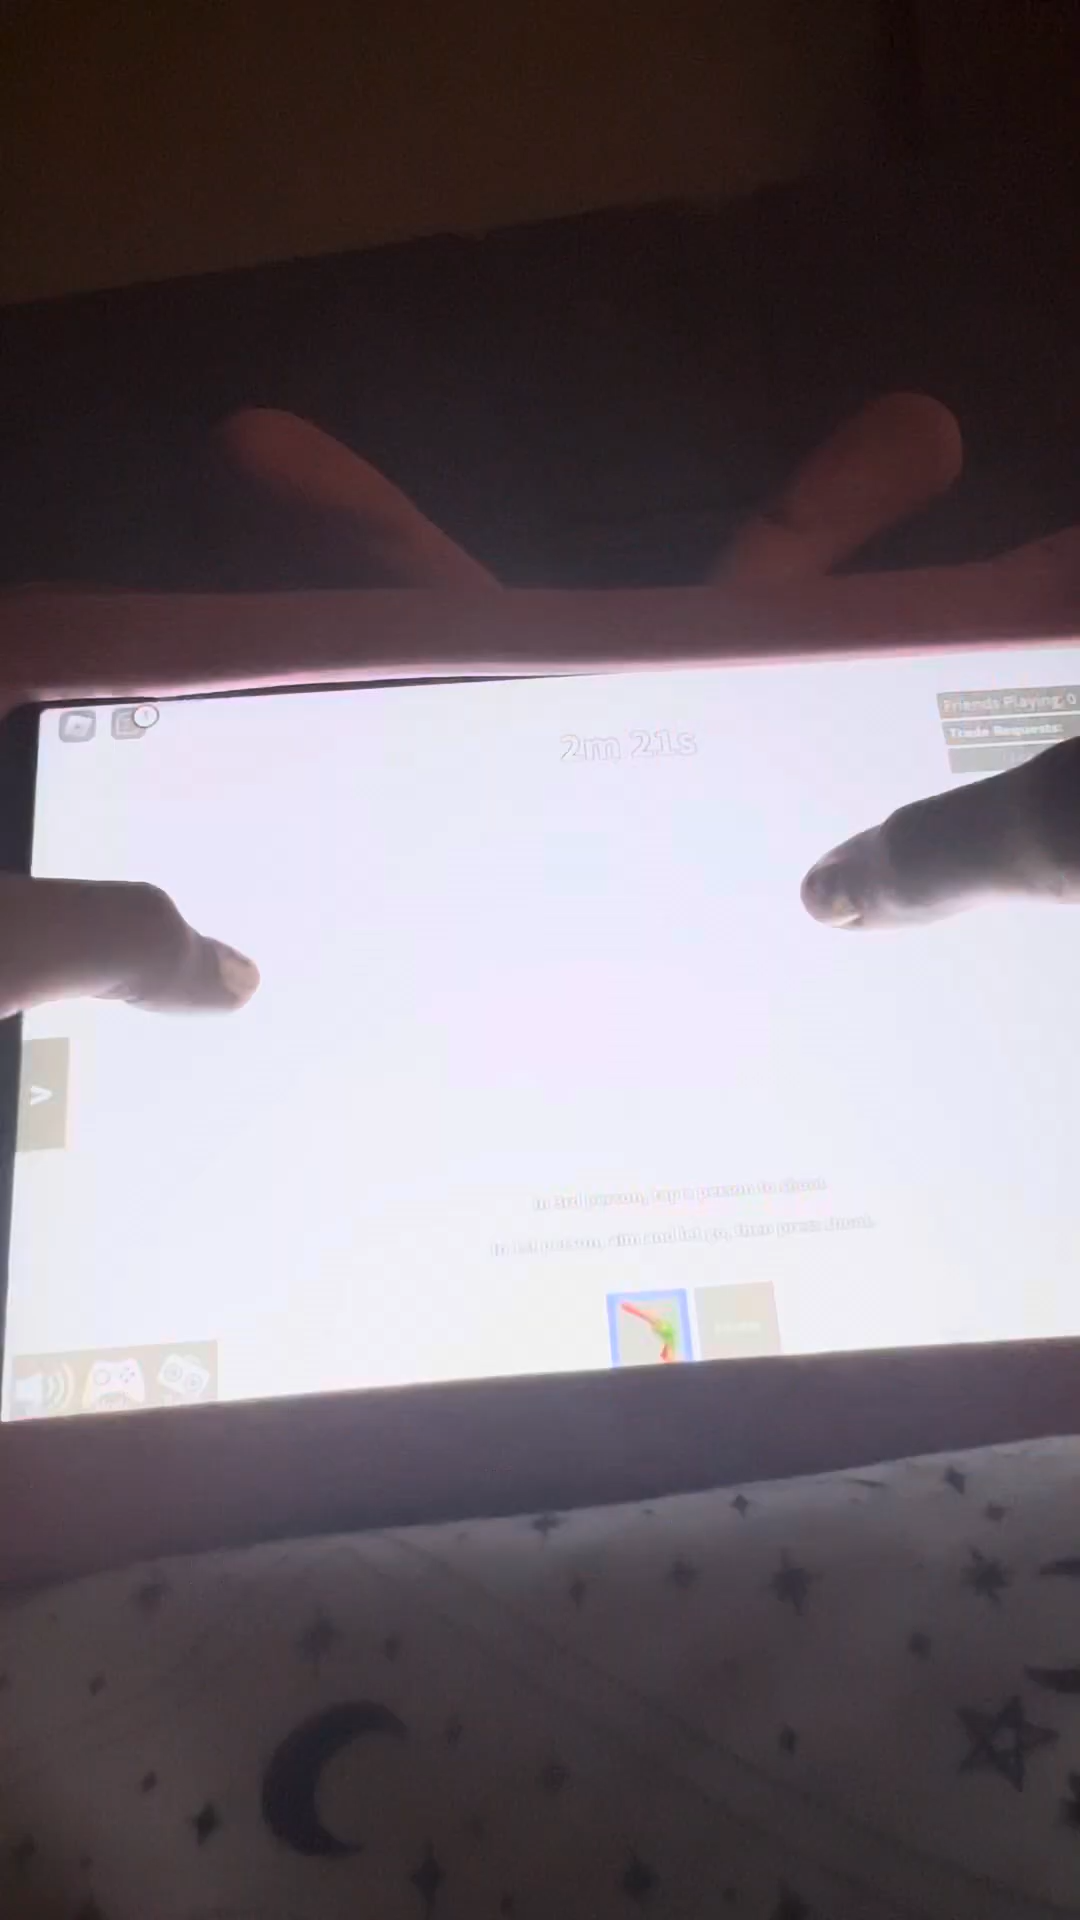 Friends Playing: 0
2m 21s
Trade Requests:
>
In 3rd person, tap a person to shoot.
In 1st person, aim and let go, then press shoot.